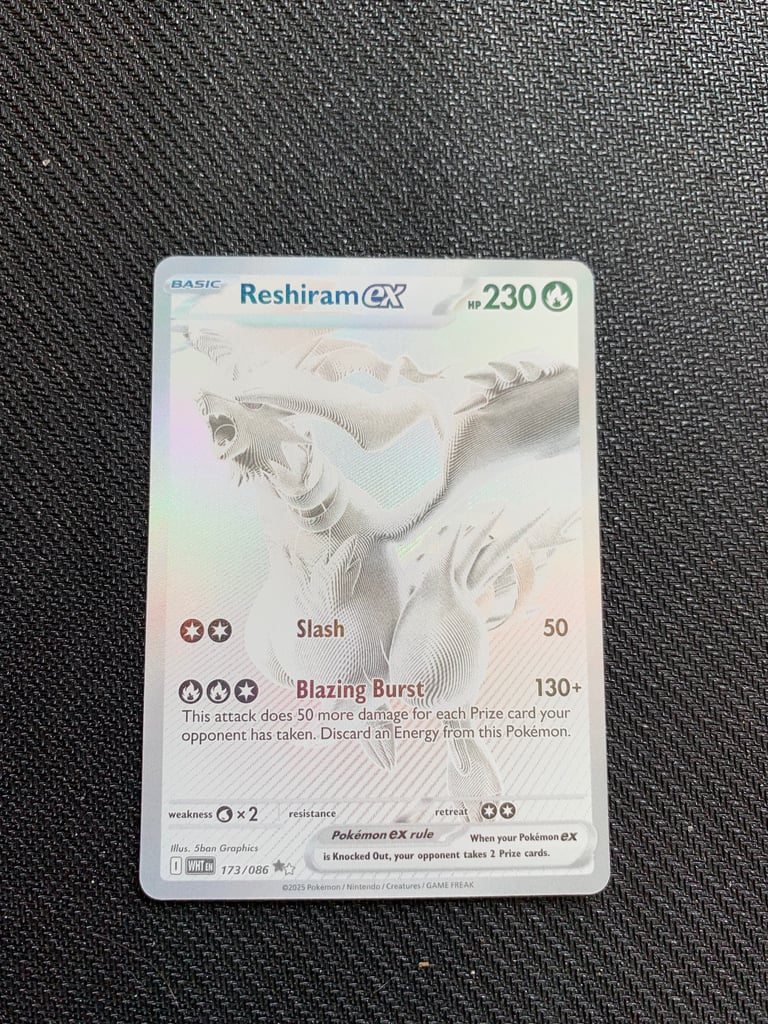 BASIC Reshiram ex HP 230
Slash 50
Blazing Burst 130+
This attack does 50 more damage for each Prize card your
opponent has taken. Discard an Energy from this Pokémon.
weakness ×2 resistance retreat
Pokémon ex rule When your Pokémon ex
is Knocked Out, your opponent takes 2 Prize cards.
Illus. 5ban Graphics
I WHT EN 173/086
©2025 Pokémon / Nintendo / Creatures / GAME FREAK